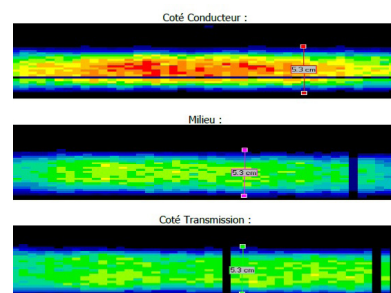 Coté Conducteur :
5.3 cm
Milieu :
5.3 cm
Coté Transmission :
5.3 cm